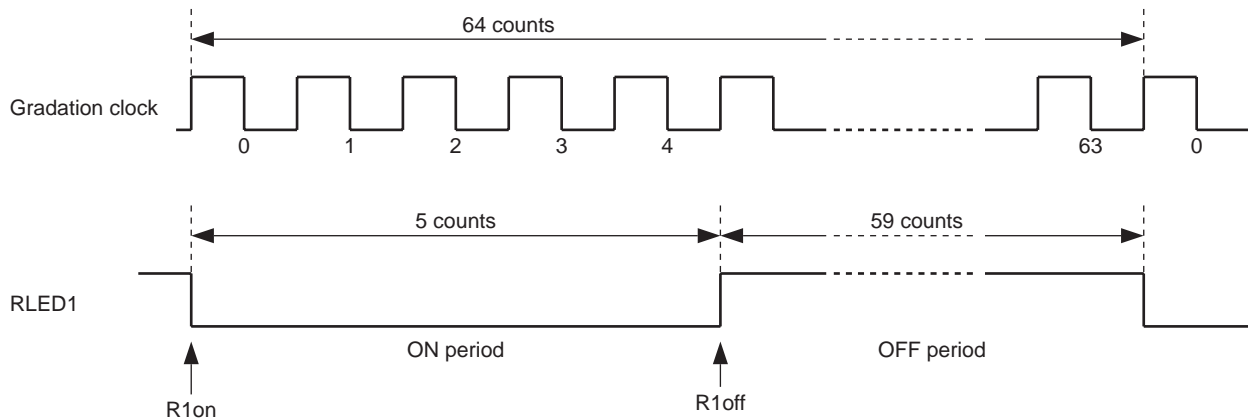 64 counts
Gradation clock
0 1 2 3 4 63 0
5 counts 59 counts
RLED1
ON period OFF period
R1on R1off